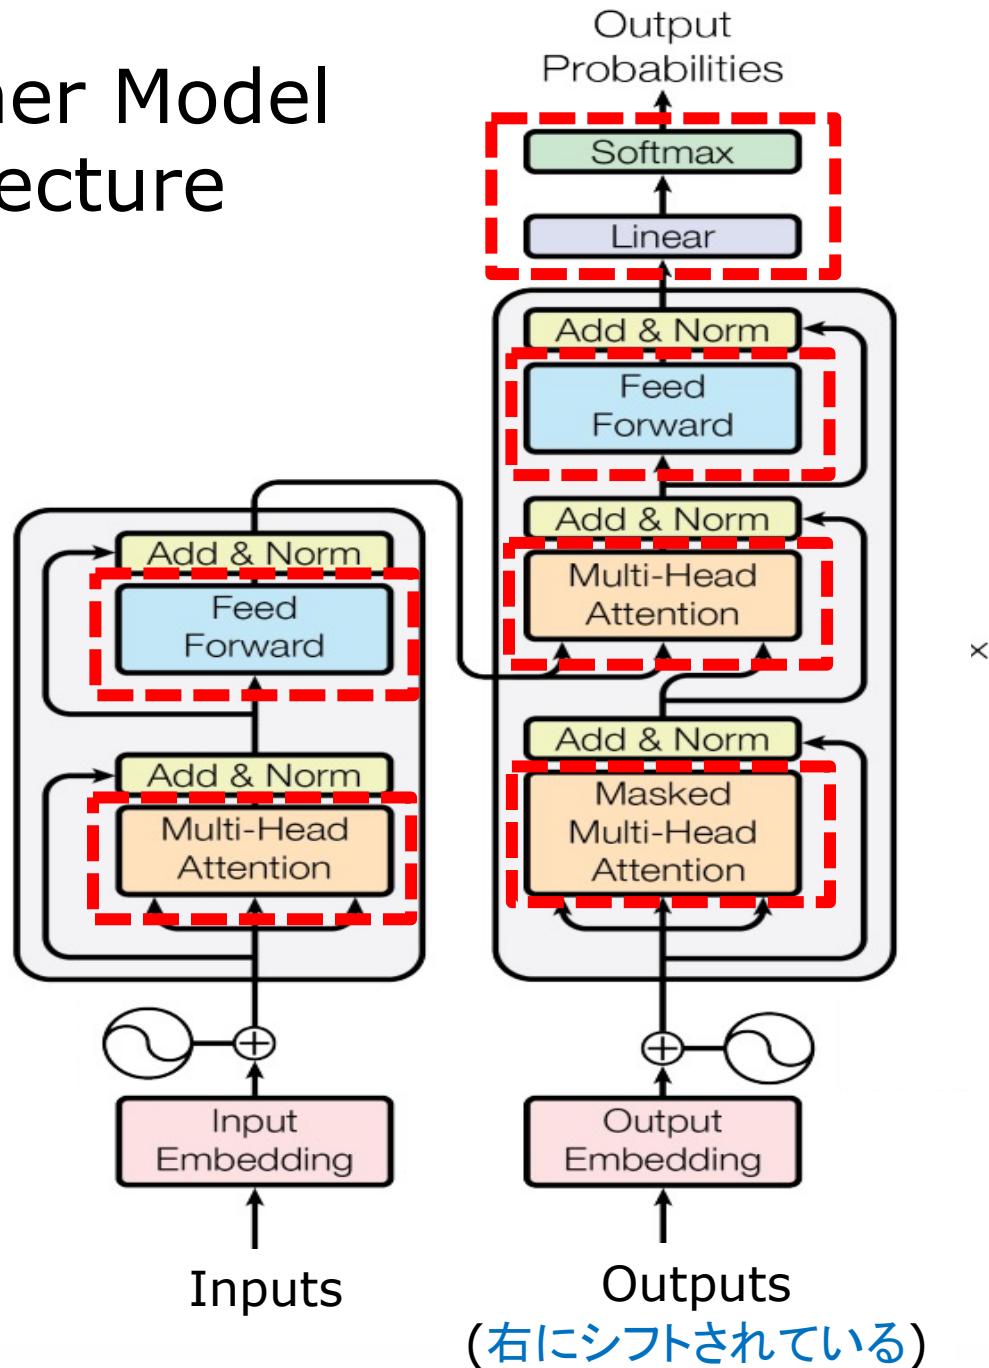 ner Model
ecture
Output
Probabilities
Softmax
Linear
Add & Norm
Feed
Forward
Add & Norm
Multi-Head
Attention
Add & Norm
Masked
Multi-Head
Attention
Add & Norm
Feed
Forward
Add & Norm
Multi-Head
Attention
x
Input
Embedding
Output
Embedding
Inputs
Outputs
(右にシフトされている)